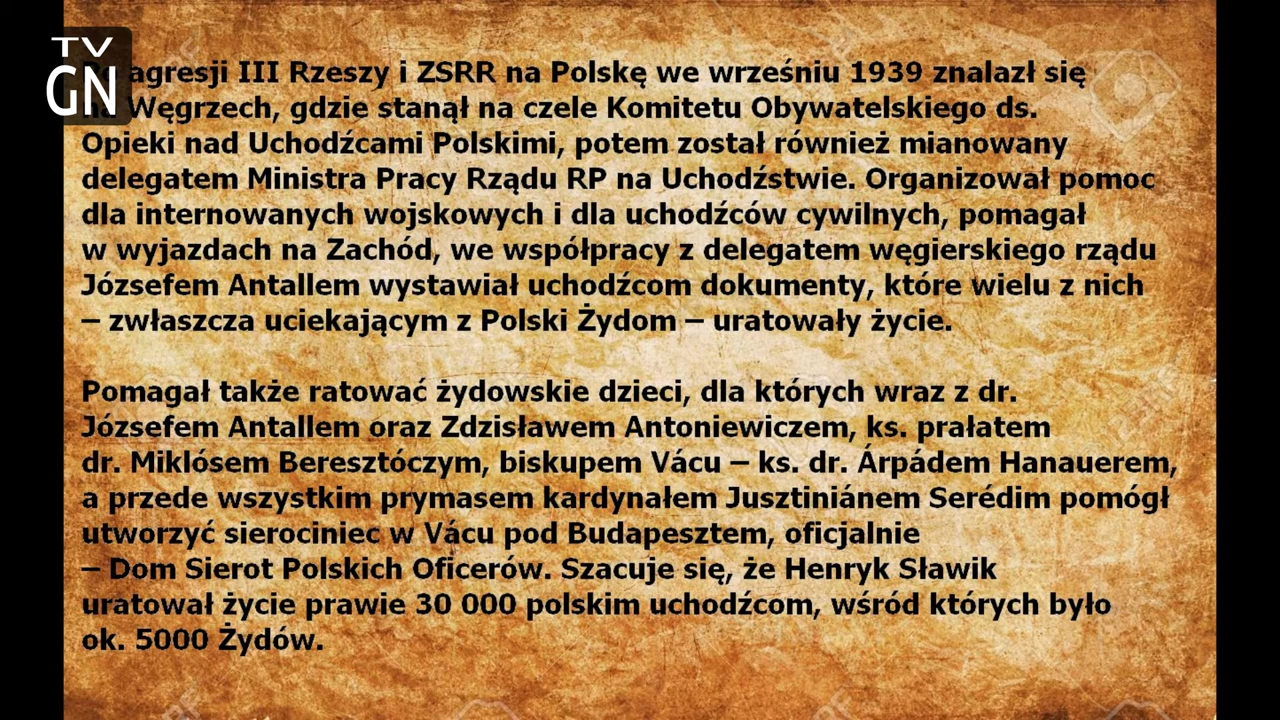 TV
GN
Po agresji III Rzeszy i ZSRR na Polskę we wrześniu 1939 znalazł się
na Węgrzech, gdzie stanął na czele Komitetu Obywatelskiego ds.
Opieki nad Uchodźcami Polskimi, potem został również mianowany
delegatem Ministra Pracy Rządu RP na Uchodźstwie. Organizował pomoc
dla internowanych wojskowych i dla uchodźców cywilnych, pomagał
w wyjazdach na Zachód, we współpracy z delegatem węgierskiego rządu
Józsefem Antallem wystawiał uchodźcom dokumenty, które wielu z nich
– zwłaszcza uciekającym z Polski Żydom – uratowały życie.
Pomagał także ratować żydowskie dzieci, dla których wraz z dr.
Józsefem Antallem oraz Zdzisławem Antoniewiczem, ks. prałatem
dr. Miklósem Beresztóczym, biskupem Vácu – ks. dr. Árpádem Hanauerem,
a przede wszystkim prymasem kardynałem Jusztiniánem Serédim pomógł
utworzyć sierociniec w Vácu pod Budapesztem, oficjalnie
– Dom Sierot Polskich Oficerów. Szacuje się, że Henryk Sławik
uratował życie prawie 30 000 polskim uchodźcom, wśród których było
ok. 5000 Żydów.